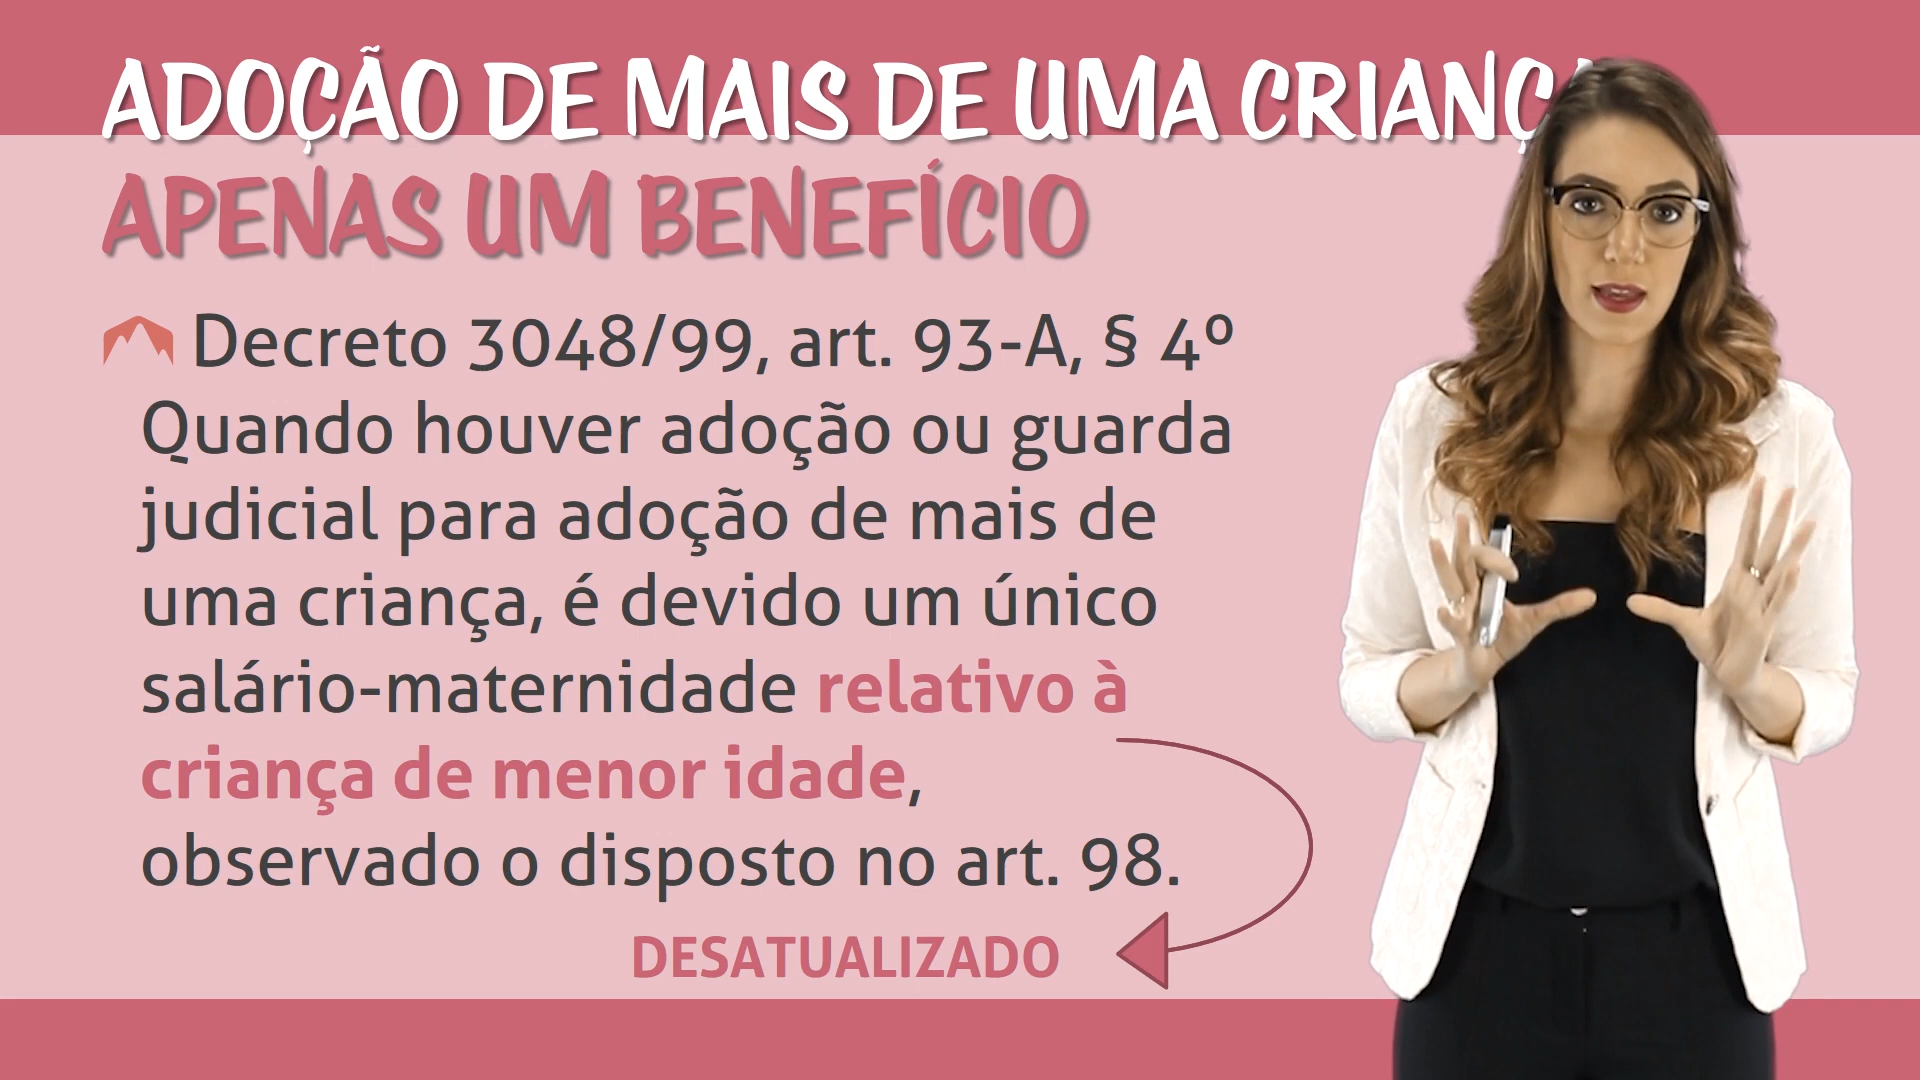 ADOÇÃO DE MAIS DE UMA
APENAS UM BENEFÍCIO
Decreto 3048/99, art. 93-A, § 4º
Quando houver adoção ou guarda
judicial para adoção de mais de
uma criança, é devido um único
salário-maternidade relativo à
criança de menor idade,
observado o disposto no art. 98.
DESATUALIZADO